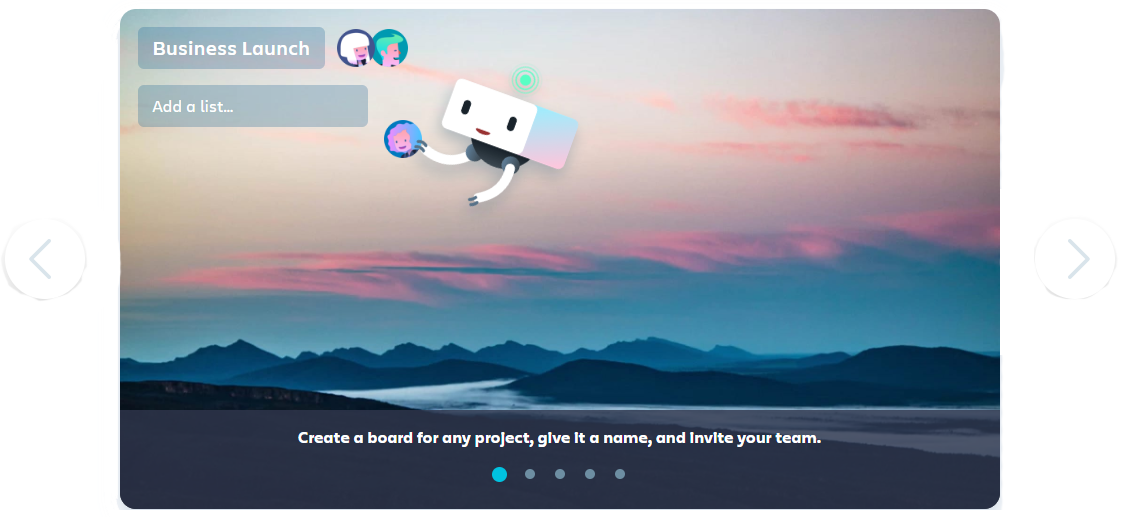 Business Launch
Add a list...
Create a board for any project, give it a name, and invite your team.